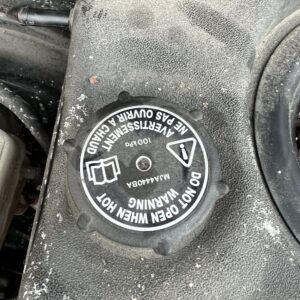 WARNING
DO NOT OPEN WHEN HOT
AVERTISSEMENT
NE PAS OUVRIR A CHAUD
MJA4440BA
100 kPa